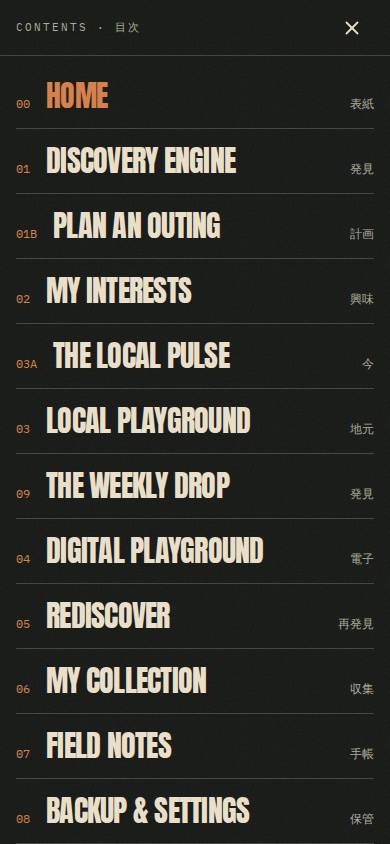 CONTENTS · 目次
00 HOME 表紙
01 DISCOVERY ENGINE 発見
01B PLAN AN OUTING 計画
02 MY INTERESTS 興味
03A THE LOCAL PULSE 今
03 LOCAL PLAYGROUND 地元
09 THE WEEKLY DROP 発見
04 DIGITAL PLAYGROUND 電子
05 REDISCOVER 再発見
06 MY COLLECTION 収集
07 FIELD NOTES 手帳
08 BACKUP & SETTINGS 保管